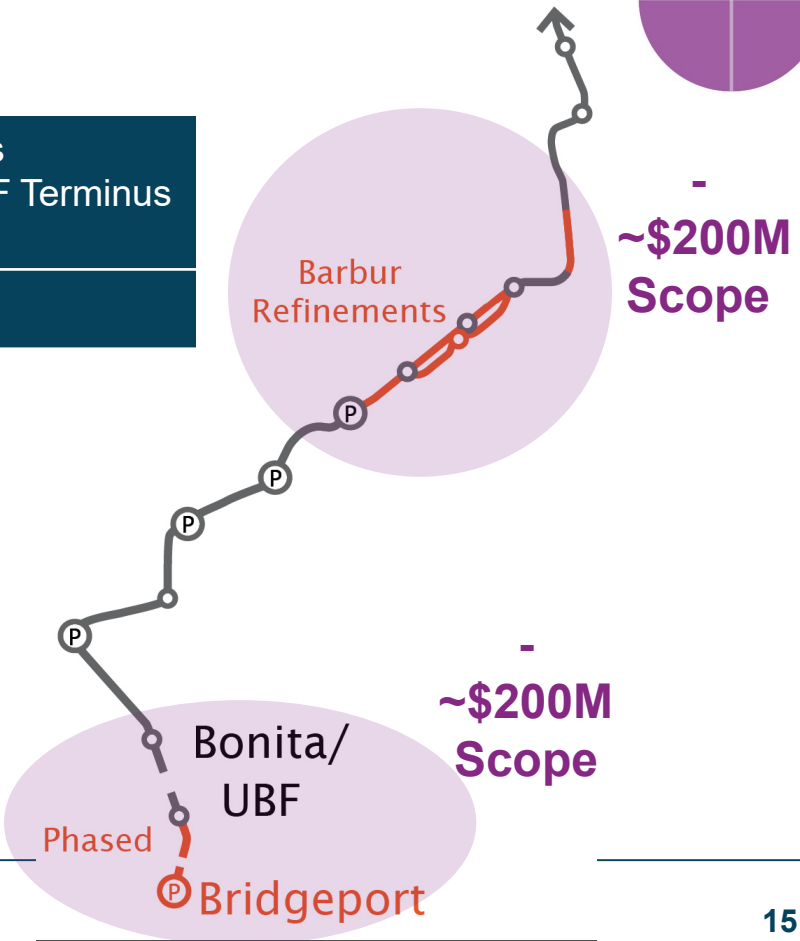 s
F Terminus
-
~$200M
Scope
Barbur
Refinements
P
P
P
P
-
~$200M
Scope
Bonita/
UBF
Phased
P
Bridgeport
15